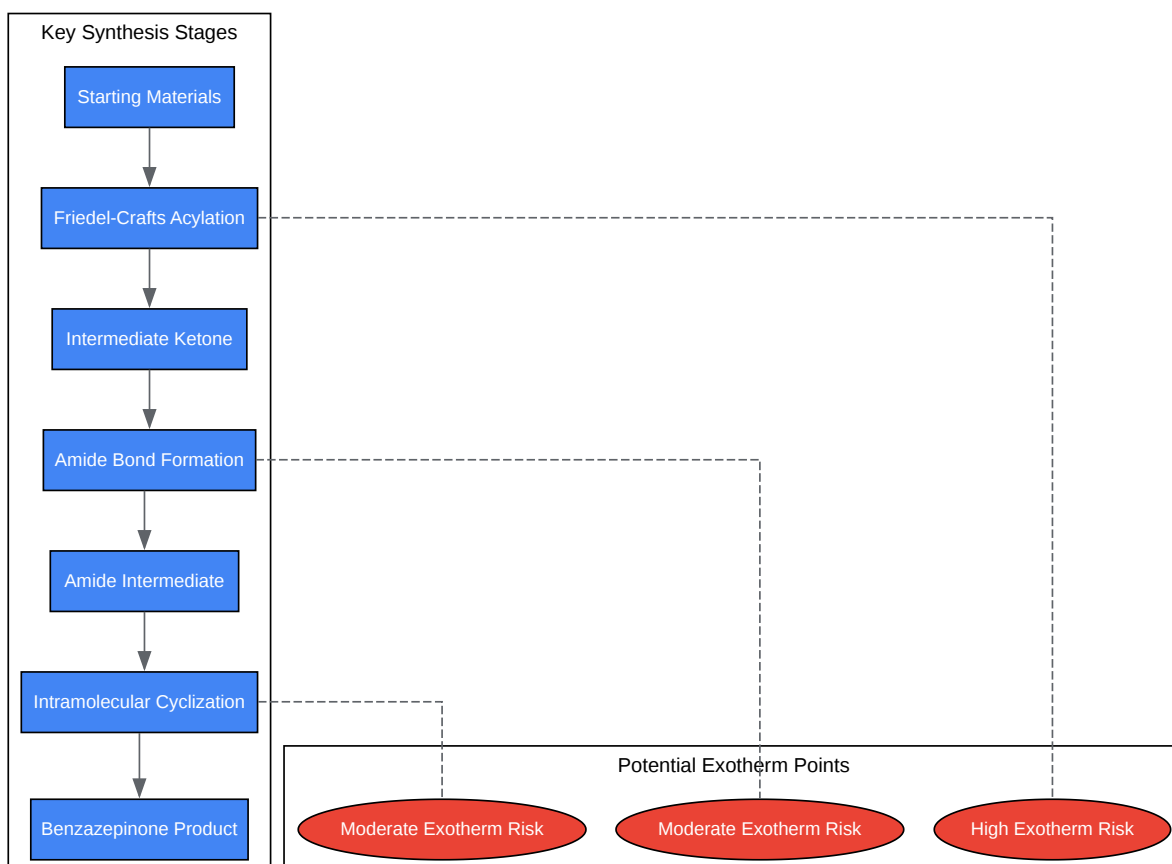 Key Synthesis Stages
Starting Materials
Friedel-Crafts Acylation
Intermediate Ketone
Amide Bond Formation
Amide Intermediate
Intramolecular Cyclization
Benzazepinone Product
Potential Exotherm Points
Moderate Exotherm Risk
Moderate Exotherm Risk
High Exotherm Risk